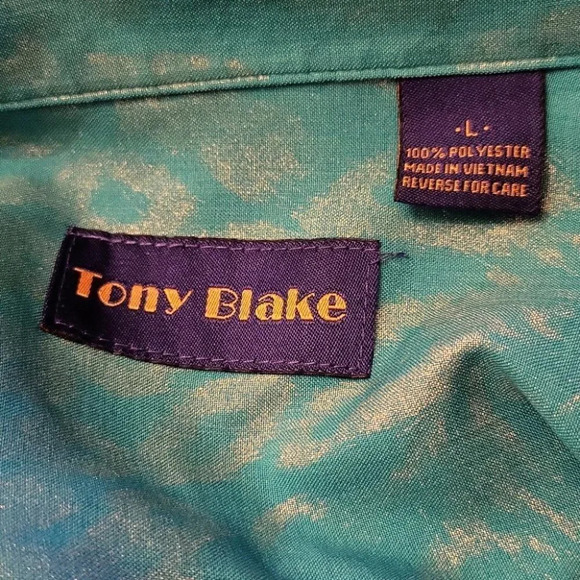 ·L·
100% POLYESTER
MADE IN VIETNAM
REVERSE FOR CARE
Tony Blake